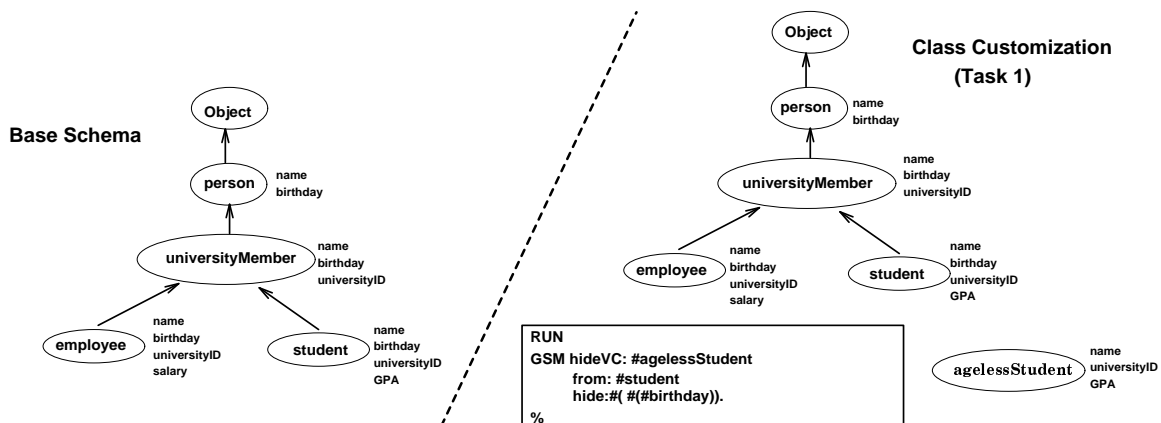 Base Schema
Object
person
name
birthday
universityMember
name
birthday
universityID
employee
name
birthday
universityID
salary
student
name
birthday
universityID
GPA
Class Customization
(Task 1)
Object
person
name
birthday
universityMember
name
birthday
universityID
employee
name
birthday
universityID
salary
student
name
birthday
universityID
GPA
RUN
GSM hideVC: #agelessStudent
from: #student
hide:#( #(#birthday)).
%
agelessStudent
name
universityID
GPA